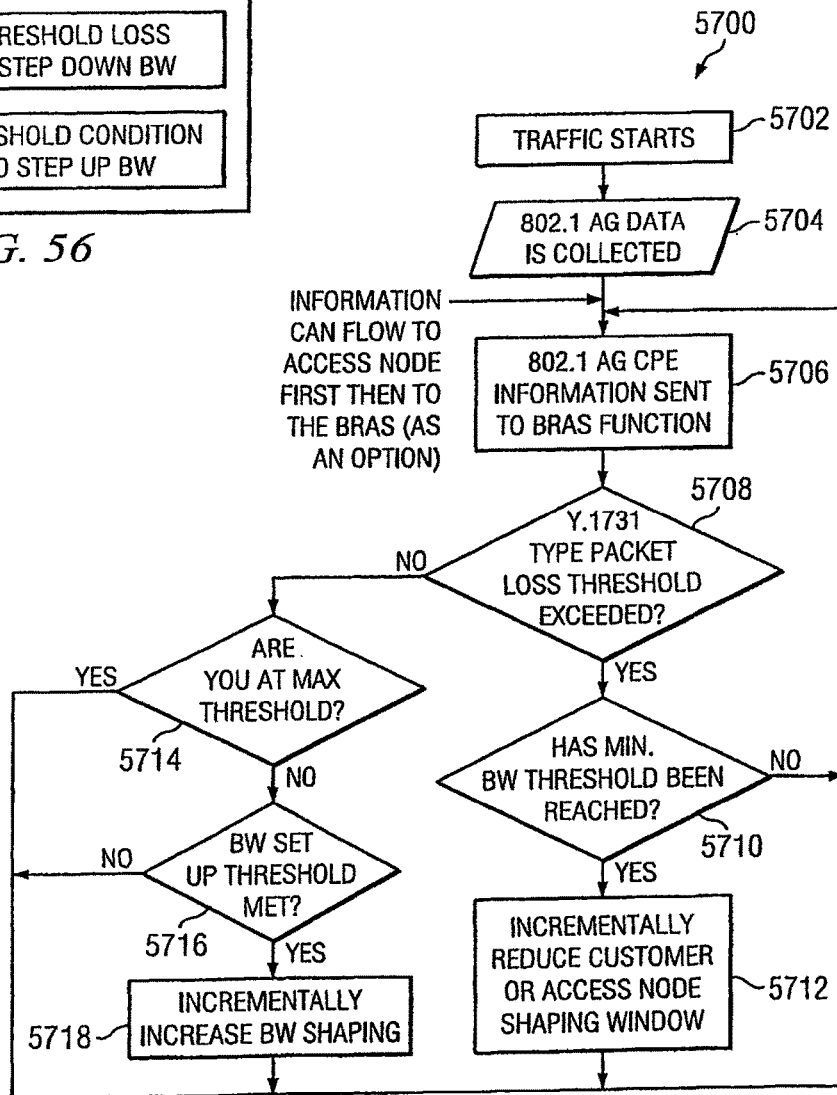 RESHOLD LOSS
STEP DOWN BW
SHOLD CONDITION
O STEP UP BW
G. 56
5700
TRAFFIC STARTS
5702
802.1 AG DATA
IS COLLECTED
5704
INFORMATION
CAN FLOW TO
ACCESS NODE
FIRST THEN TO
THE BRAS (AS
AN OPTION)
802.1 AG CPE
INFORMATION SENT
TO BRAS FUNCTION
5706
5708
Y.1731
TYPE PACKET
LOSS THRESHOLD
EXCEEDED?
NO
YES
ARE
YOU AT MAX
THRESHOLD?
YES
5714
NO
HAS MIN.
BW THRESHOLD BEEN
REACHED?
NO
5710
YES
BW SET
UP THRESHOLD
MET?
NO
5716
YES
INCREMENTALLY
REDUCE CUSTOMER
OR ACCESS NODE
SHAPING WINDOW
5712
INCREMENTALLY
INCREASE BW SHAPING
5718